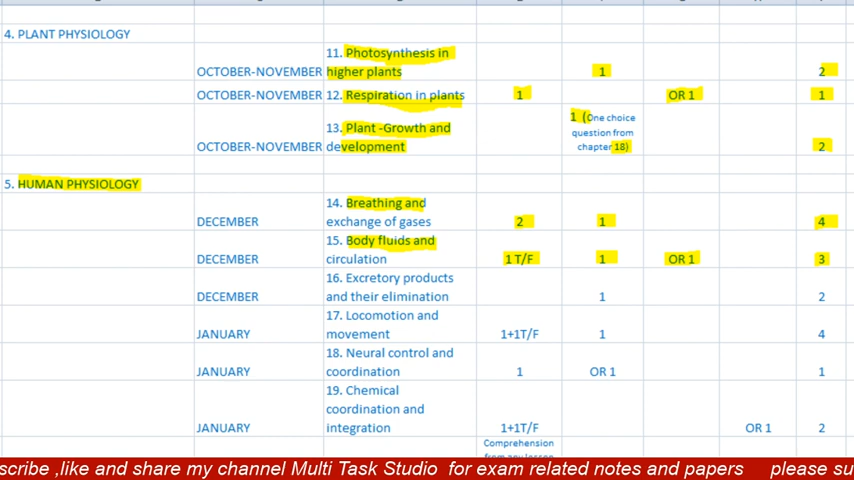 4. PLANT PHYSIOLOGY
11. Photosynthesis in
OCTOBER-NOVEMBER higher plants 1 2
OCTOBER-NOVEMBER 12. Respiration in plants 1 OR 1 1
1 (One choice
13. Plant -Growth and question from
OCTOBER-NOVEMBER development chapter 18) 2
5. HUMAN PHYSIOLOGY
14. Breathing and
DECEMBER exchange of gases 2 1 4
15. Body fluids and
DECEMBER circulation 1 T/F 1 OR 1 3
16. Excretory products
DECEMBER and their elimination 1 2
17. Locomotion and
JANUARY movement 1+1T/F 1 4
18. Neural control and
JANUARY coordination 1 OR 1 1
19. Chemical
coordination and
JANUARY integration 1+1T/F OR 1 2
Comprehension
scribe ,like and share my channel Multi Task Studio for exam related notes and papers please su